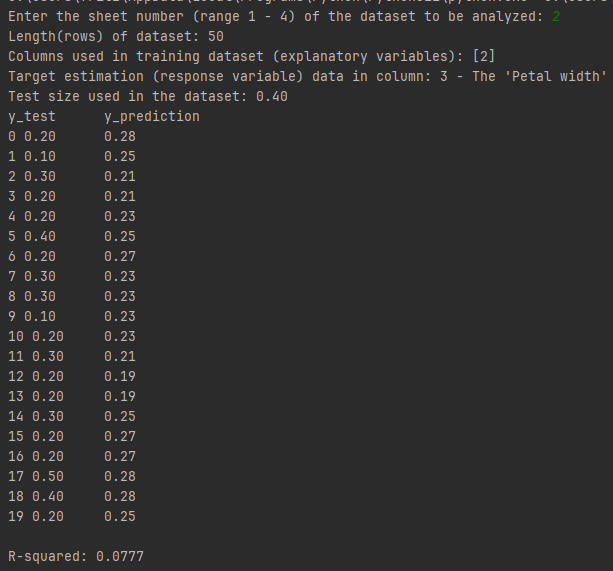 Enter the sheet number (range 1 - 4) of the dataset to be analyzed: 2
Length(rows) of dataset: 50
Columns used in training dataset (explanatory variables): [2]
Target estimation (response variable) data in column: 3 - The 'Petal width'
Test size used in the dataset: 0.40
y_test y_prediction
0 0.20 0.28
1 0.10 0.25
2 0.30 0.21
3 0.20 0.21
4 0.20 0.23
5 0.40 0.25
6 0.20 0.27
7 0.30 0.23
8 0.30 0.23
9 0.10 0.23
10 0.20 0.23
11 0.30 0.21
12 0.20 0.19
13 0.20 0.19
14 0.30 0.25
15 0.20 0.27
16 0.20 0.27
17 0.50 0.28
18 0.40 0.28
19 0.20 0.25
R-squared: 0.0777